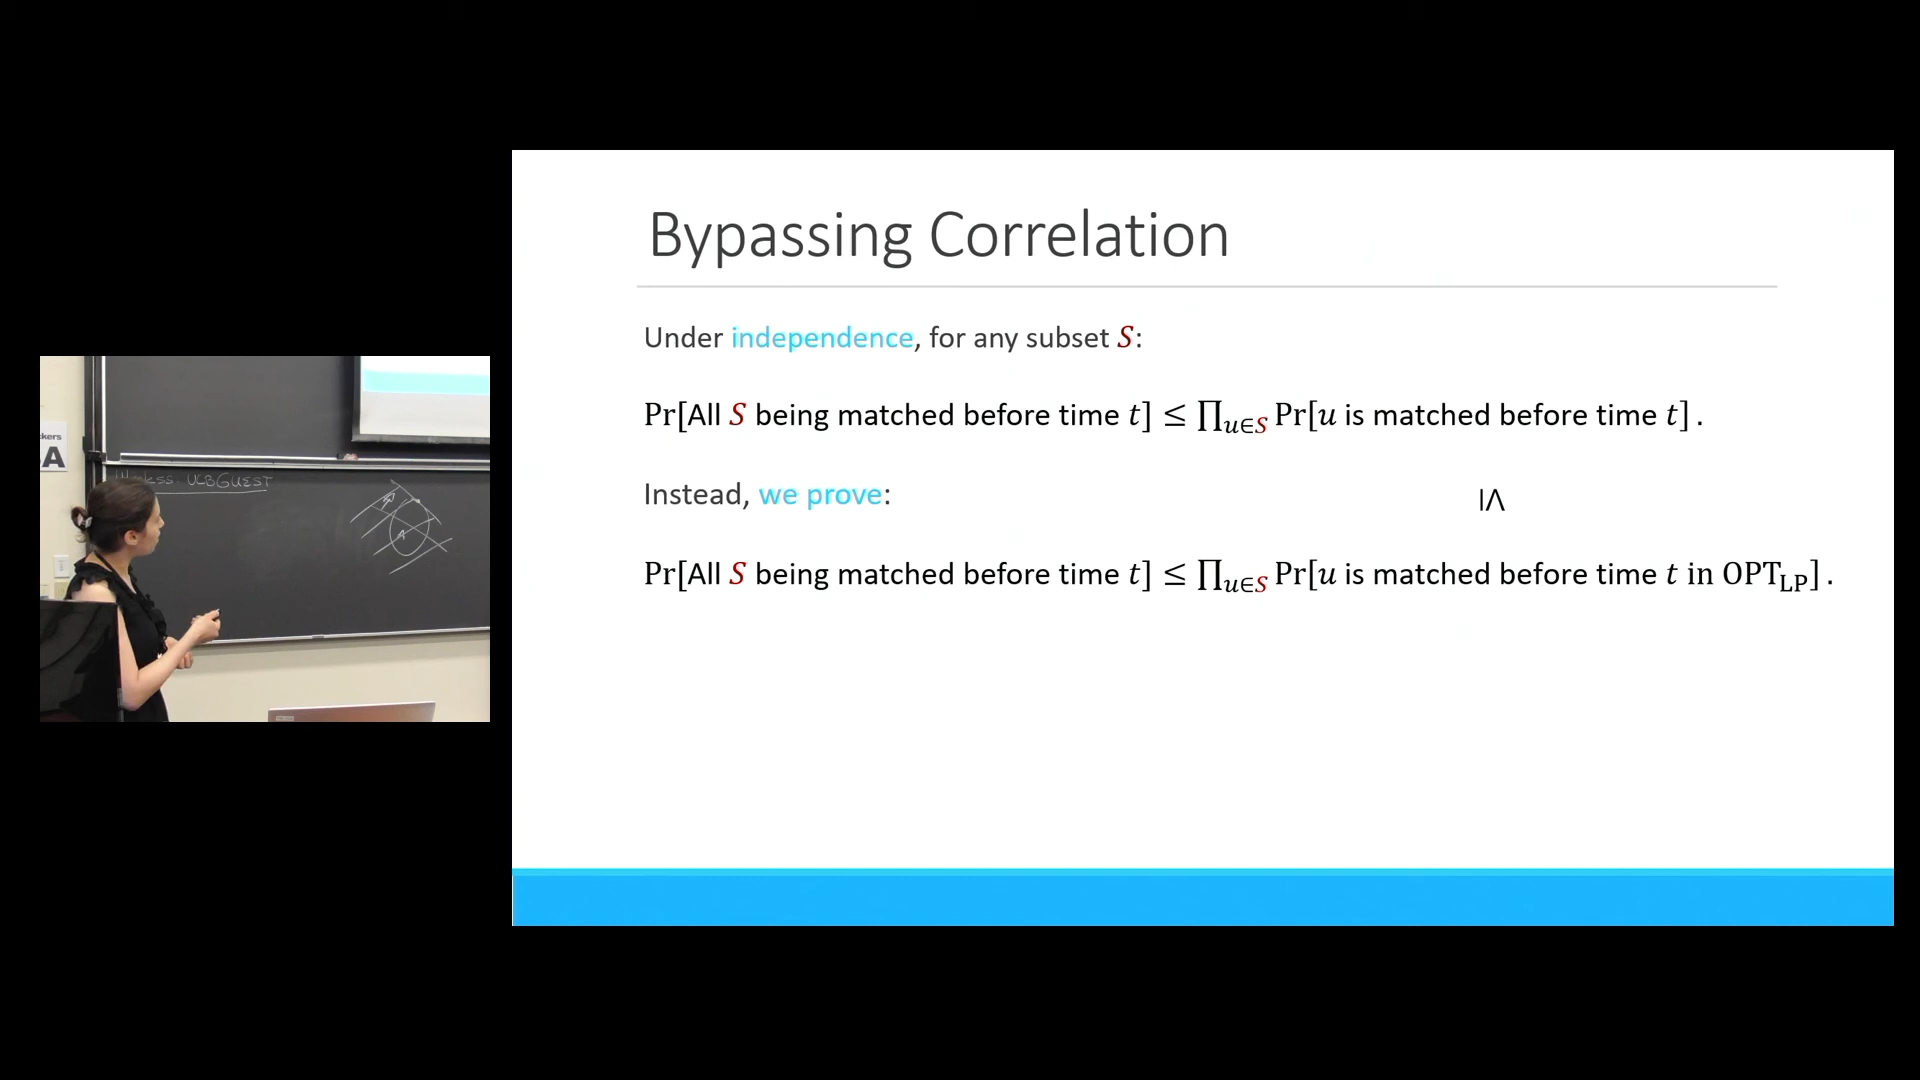 Bypassing Correlation
Under independence, for any subset S:
Pr[All S being matched before time t] ≤ ∏u∈S Pr[u is matched before time t] .
Instead, we prove:
I⋀
Pr[All S being matched before time t] ≤ ∏u∈S Pr[u is matched before time t in OPTLP] .
kers
A
UCBGUEST